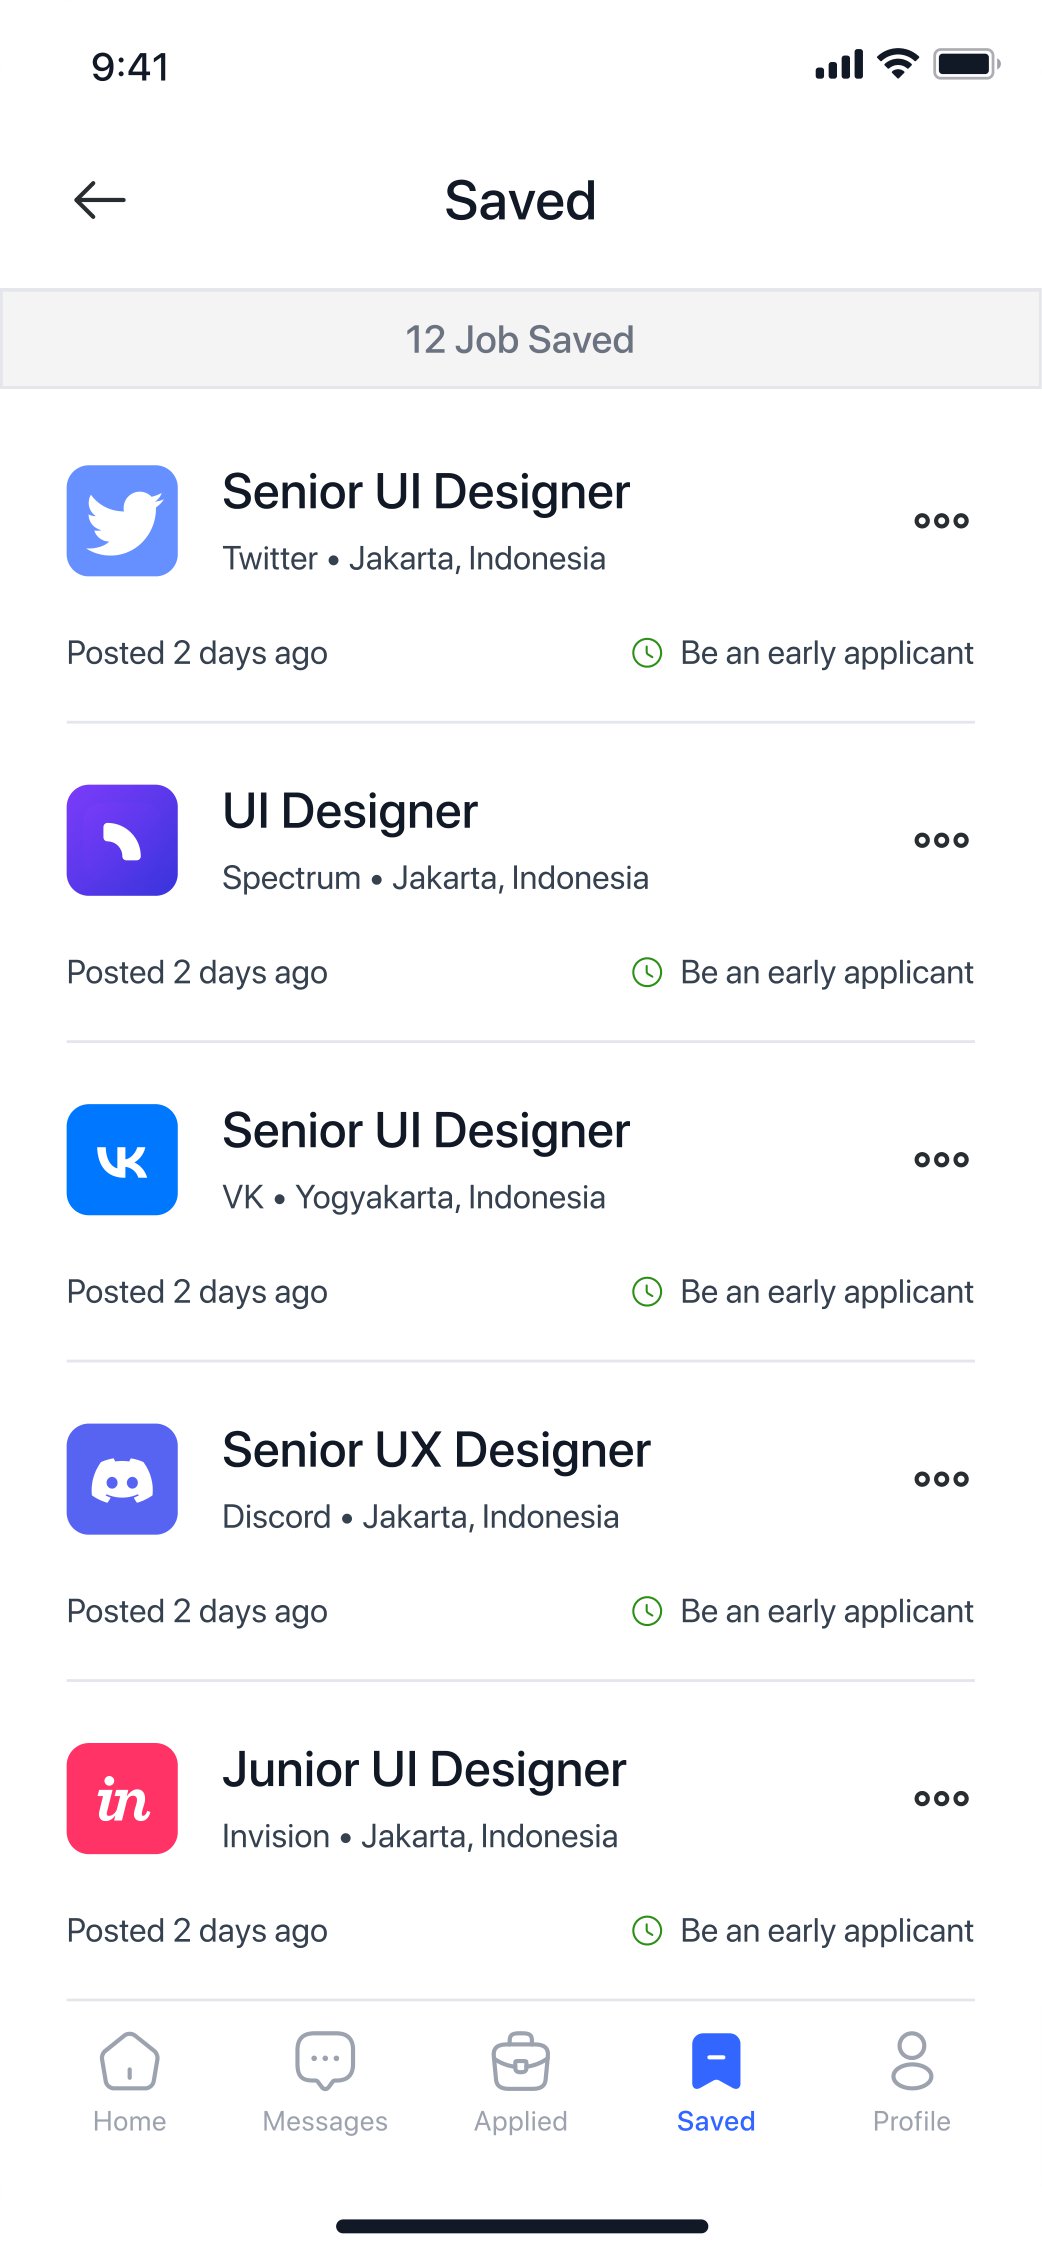 9:41
Saved
12 Job Saved
Senior UI Designer
Twitter • Jakarta, Indonesia
Posted 2 days ago
Be an early applicant
UI Designer
Spectrum • Jakarta, Indonesia
Posted 2 days ago
Be an early applicant
VK
Senior UI Designer
VK • Yogyakarta, Indonesia
Posted 2 days ago
Be an early applicant
Senior UX Designer
Discord • Jakarta, Indonesia
Posted 2 days ago
Be an early applicant
in
Junior UI Designer
Invision • Jakarta, Indonesia
Posted 2 days ago
Be an early applicant
Home
Messages
Applied
Saved
Profile